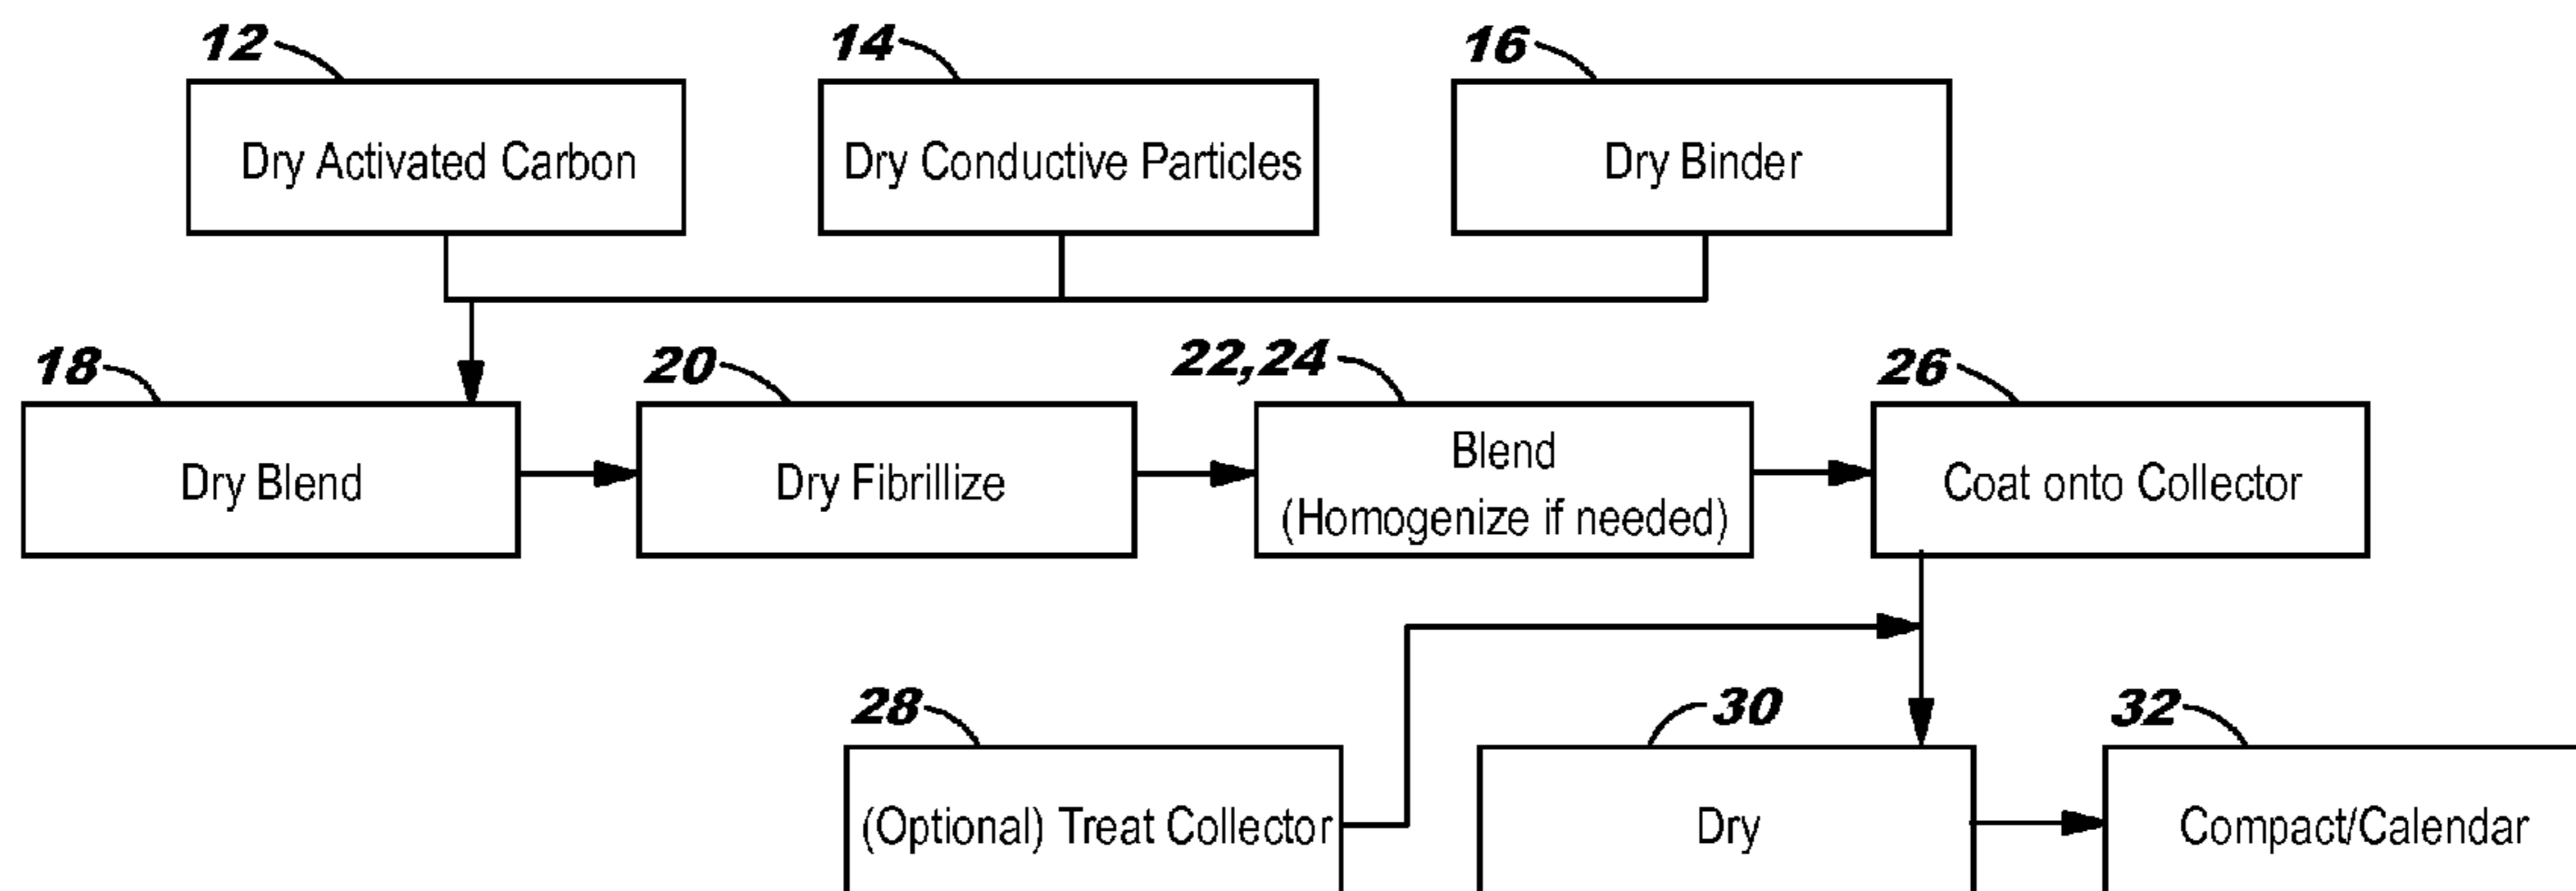 12
14
16
Dry Activated Carbon
Dry Conductive Particles
Dry Binder
18
20
22,24
26
Dry Blend
Dry Fibrillize
Blend
(Homogenize if needed)
Coat onto Collector
28
30
32
(Optional) Treat Collector
Dry
Compact/Calendar